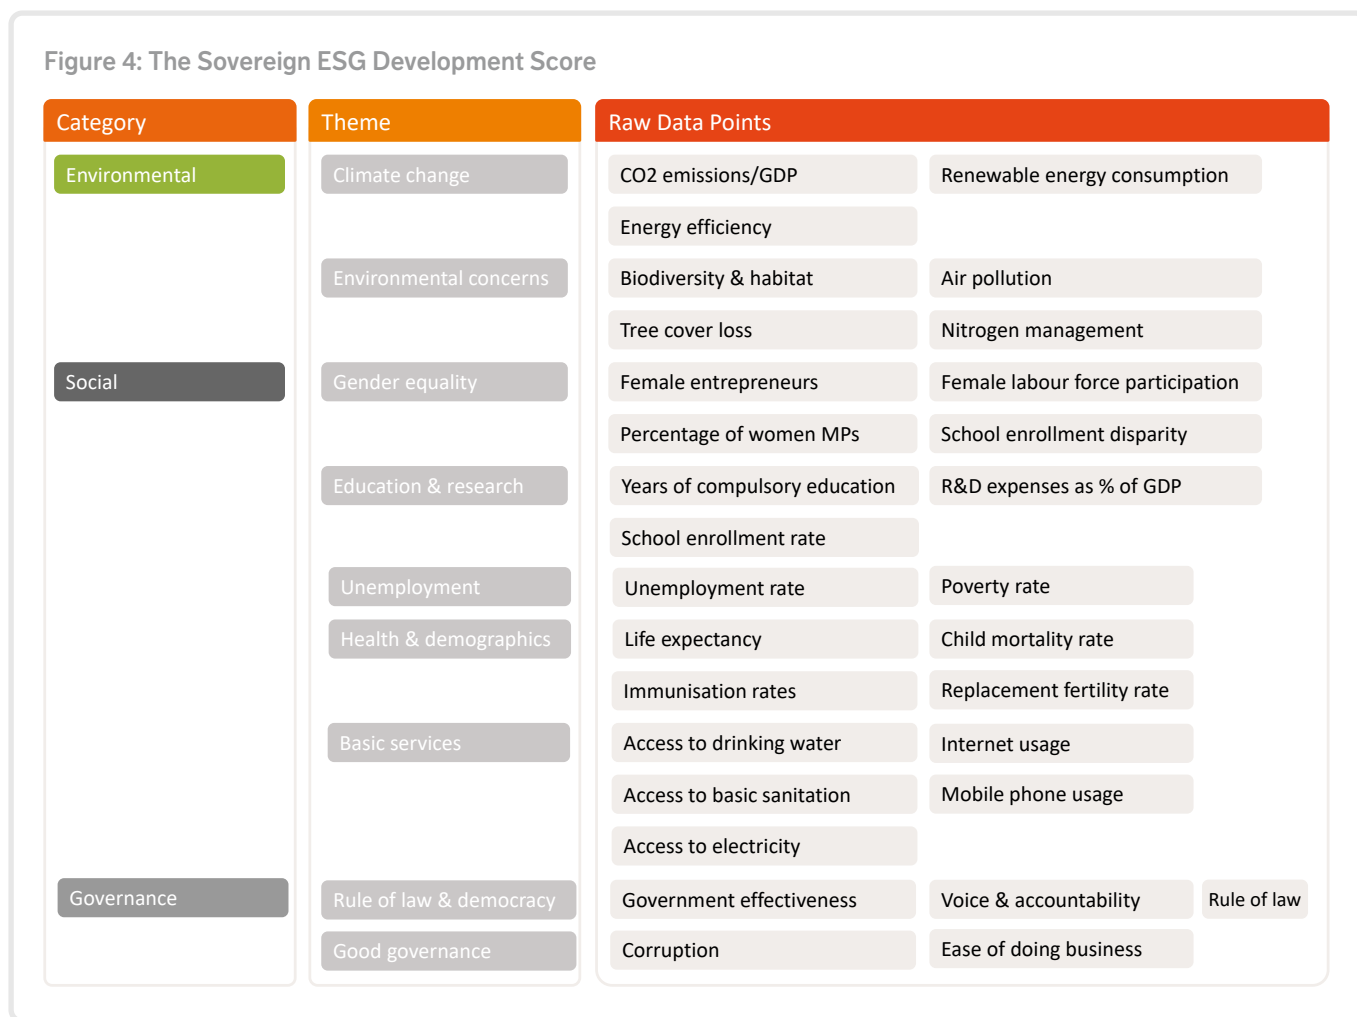 Figure 4: The Sovereign ESG Development Score
Category Theme Raw Data Points
Environmental Climate change CO2 emissions/GDP Renewable energy consumption
Energy efficiency
Environmental concerns Biodiversity & habitat Air pollution
Tree cover loss Nitrogen management
Social Gender equality Female entrepreneurs Female labour force participation
Percentage of women MPs School enrollment disparity
Education & research Years of compulsory education R&D expenses as % of GDP
School enrollment rate
Unemployment Unemployment rate Poverty rate
Health & demographics Life expectancy Child mortality rate
Immunisation rates Replacement fertility rate
Basic services Access to drinking water Internet usage
Access to basic sanitation Mobile phone usage
Access to electricity
Governance Rule of law & democracy Government effectiveness Voice & accountability Rule of law
Good governance Corruption Ease of doing business